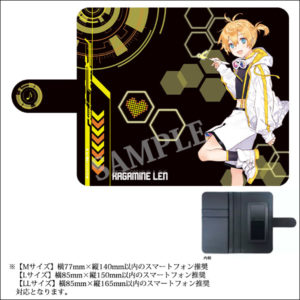 SAMPLE
KAGAMINE LEN
内側
※【Mサイズ】横77mm×縦140mm以内のスマートフォン推奨
【Lサイズ】横85mm×縦150mm以内のスマートフォン推奨
【LLサイズ】横85mm×縦165mm以内のスマートフォン推奨
対応となります。